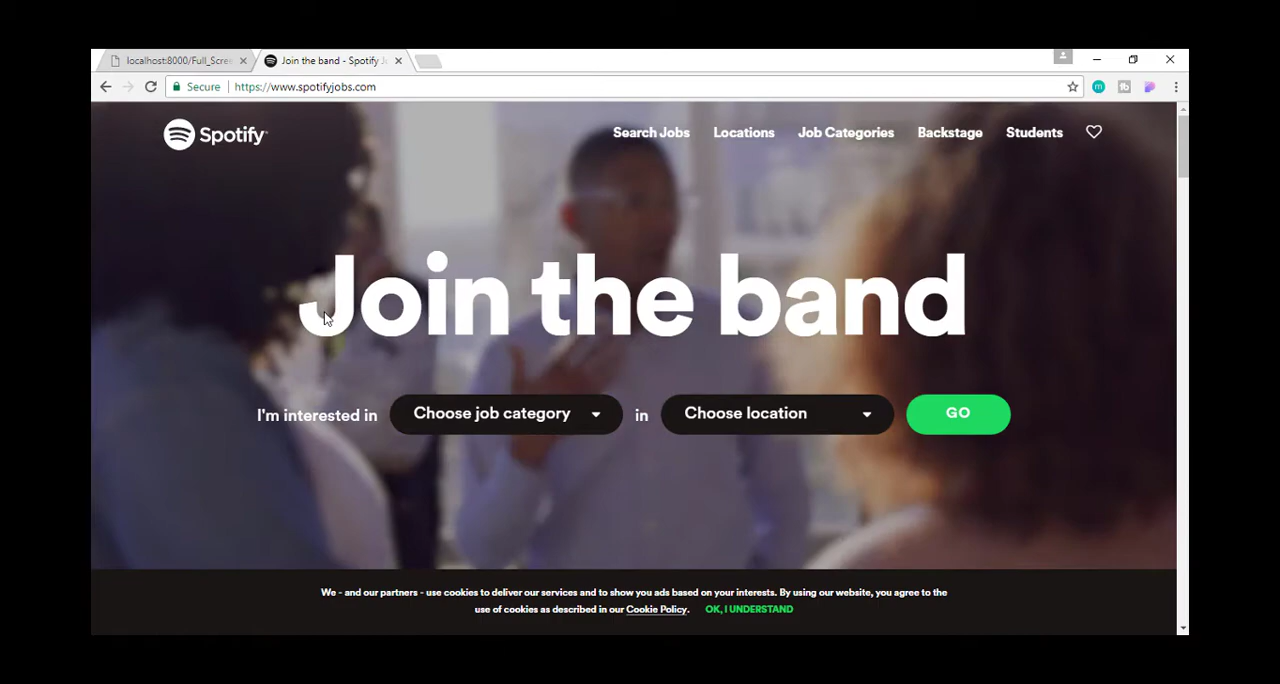 localhost:8000/Full_Scree
Join the band - Spotify J
Secure https://www.spotifyjobs.com
Spotify
Search Jobs Locations Job Categories Backstage Students
Join the band
I'm interested in Choose job category in Choose location GO
We - and our partners - use cookies to deliver our services and to show you ads based on your interests. By using our website, you agree to the
use of cookies as described in our Cookie Policy. OK, I UNDERSTAND